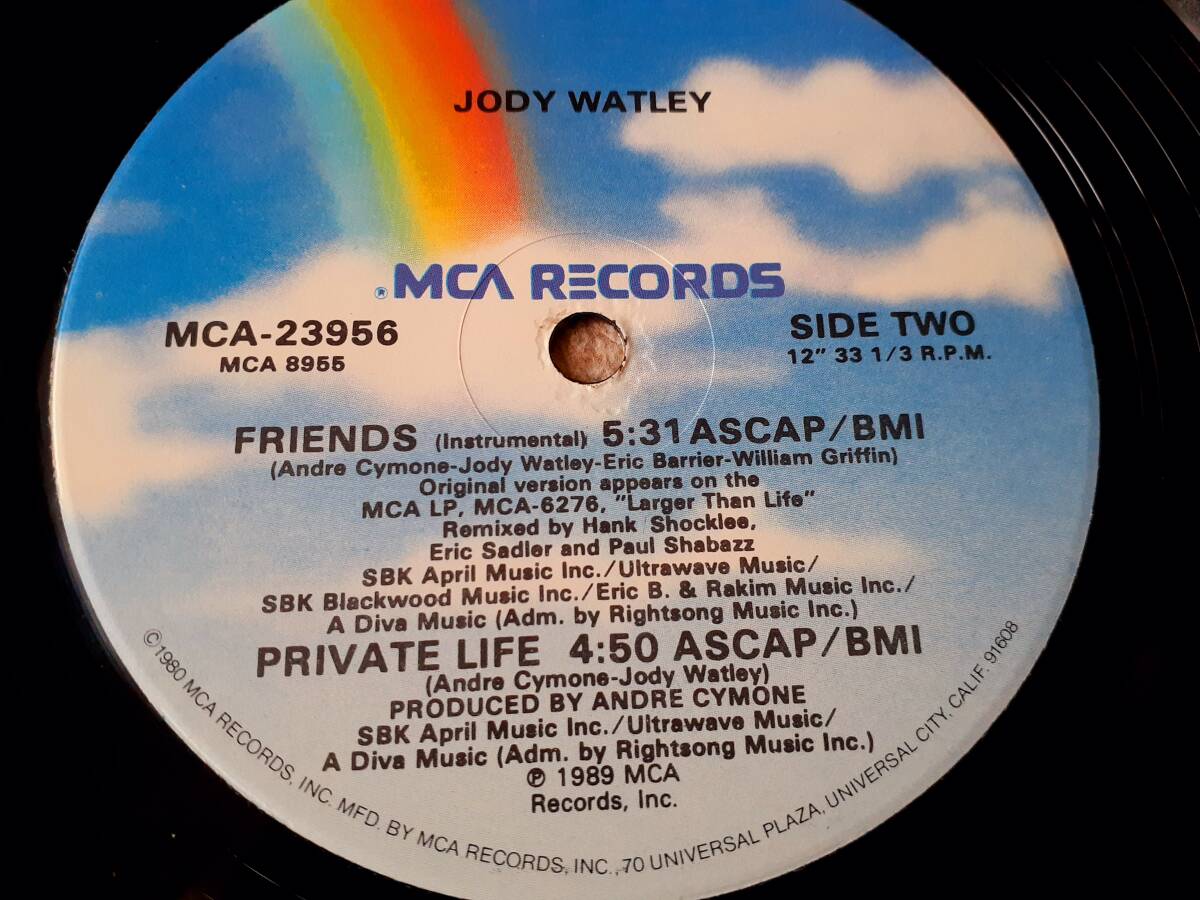 JODY WATLEY
® MCA RECORDS
MCA-23956
MCA 8955
SIDE TWO
12” 33 1/3 R.P.M.
FRIENDS (Instrumental) 5:31 ASCAP/BMI
(Andre Cymone-Jody Watley-Eric Barrier-William Griffin)
Original version appears on the
MCA LP, MCA-6276, "Larger Than Life"
Remixed by Hank Shocklee,
Eric Sadler and Paul Shabazz
SBK April Music Inc./Ultrawave Music/
SBK Blackwood Music Inc./Eric B. & Rakim Music Inc./
A Diva Music (Adm. by Rightsong Music Inc.)
PRIVATE LIFE 4:50 ASCAP/BMI
(Andre Cymone-Jody Watley)
PRODUCED BY ANDRE CYMONE
SBK April Music Inc./Ultrawave Music/
A Diva Music (Adm. by Rightsong Music Inc.)
℗ 1989 MCA
Records, Inc.
©1980 MCA RECORDS, INC. MFD. BY MCA RECORDS, INC., 70 UNIVERSAL PLAZA, UNIVERSAL CITY, CALIF. 91608